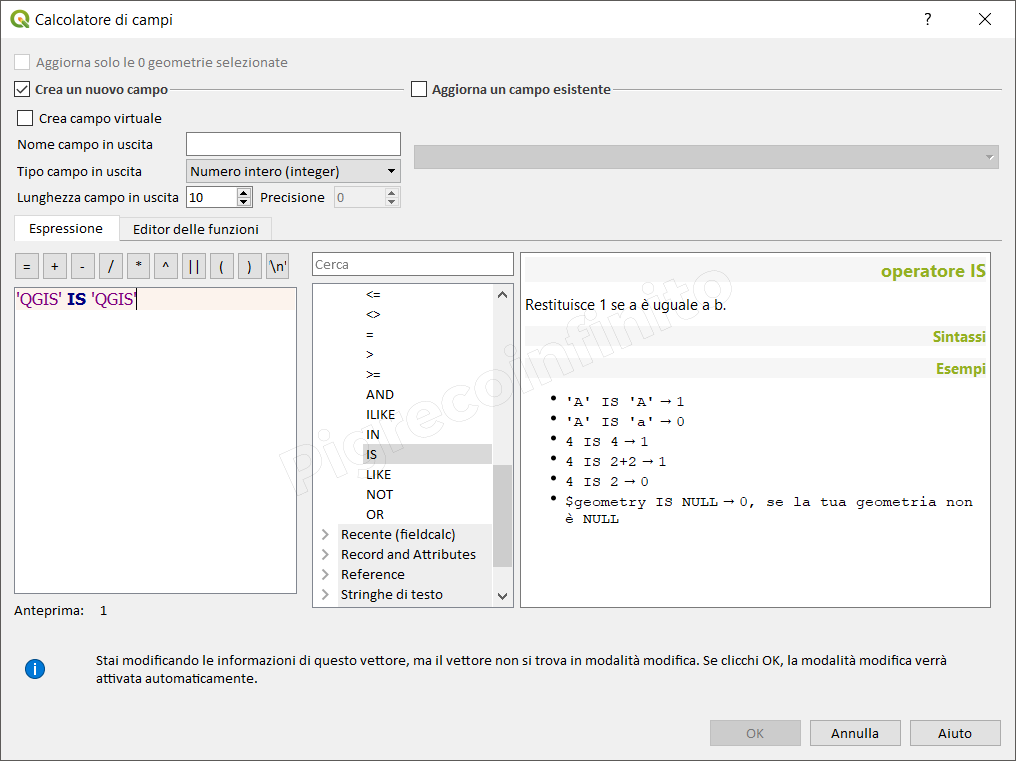 Calcolatore di campi
?
Aggiorna solo le 0 geometrie selezionate
Crea un nuovo campo
Aggiorna un campo esistente
Crea campo virtuale
Nome campo in uscita
Tipo campo in uscita Numero intero (integer)
Lunghezza campo in uscita 10 Precisione 0
Espressione Editor delle funzioni
= + - / * ^ || ( ) \n'
'QGIS' IS 'QGIS'
Anteprima: 1
Cerca
<=
<>
=
>
>=
AND
ILIKE
IN
IS
LIKE
NOT
OR
Recente (fieldcalc)
Record and Attributes
Reference
Stringhe di testo
operatore IS
Restituisce 1 se a è uguale a b.
Sintassi
Esempi
'A' IS 'A' → 1
'A' IS 'a' → 0
4 IS 4 → 1
4 IS 2+2 → 1
4 IS 2 → 0
$geometry IS NULL → 0, se la tua geometria non
è NULL
Pigrecoinfinito
Stai modificando le informazioni di questo vettore, ma il vettore non si trova in modalità modifica. Se clicchi OK, la modalità modifica verrà
attivata automaticamente.
OK Annulla Aiuto